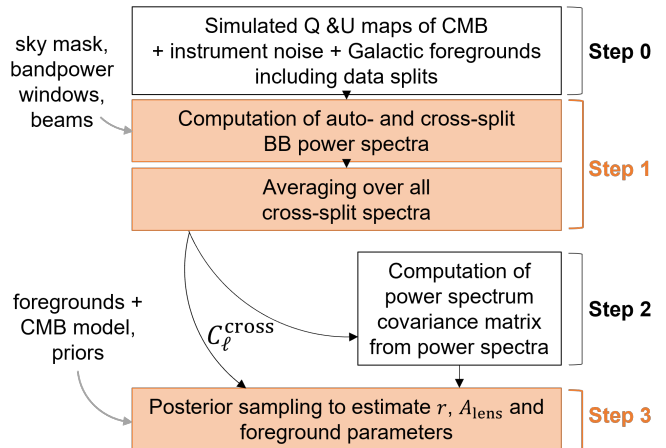 Simulated Q &U maps of CMB
+ instrument noise + Galactic foregrounds
including data splits
Step 0
sky mask,
bandpower
windows,
beams
Computation of auto- and cross-split
BB power spectra
Averaging over all
cross-split spectra
Step 1
Computation of
power spectrum
covariance matrix
from power spectra
Step 2
C_ℓ^cross
foregrounds +
CMB model,
priors
Posterior sampling to estimate r, A_lens and
foreground parameters
Step 3